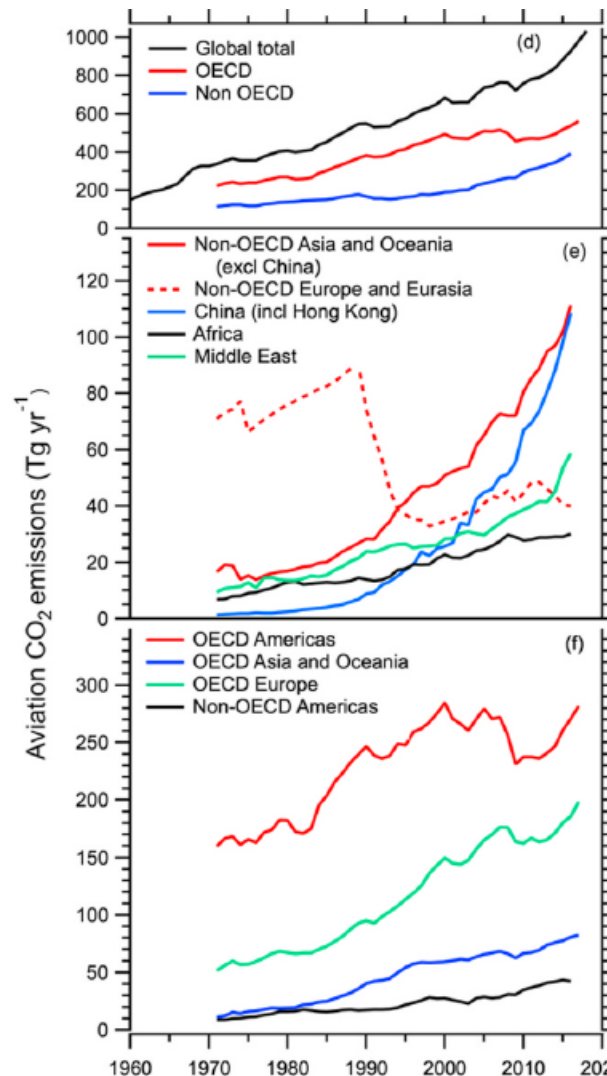 (d)
1000
800
600
400
200
0
Global total
OECD
Non OECD
(e)
120
100
80
60
40
20
0
Non-OECD Asia and Oceania
(excl China)
Non-OECD Europe and Eurasia
China (incl Hong Kong)
Africa
Middle East
Aviation CO₂ emissions (Tg yr⁻¹)
(f)
300
250
200
150
100
50
0
OECD Americas
OECD Asia and Oceania
OECD Europe
Non-OECD Americas
1960 1970 1980 1990 2000 2010 202